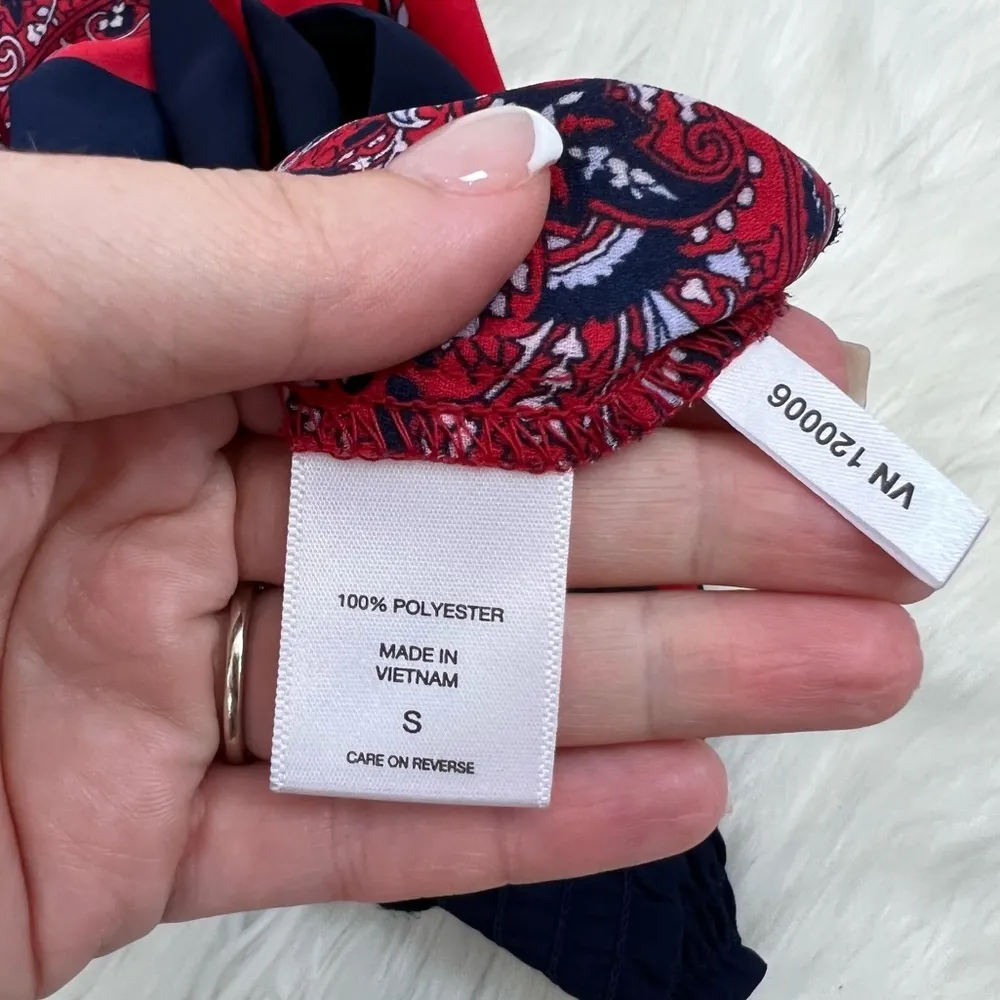 100% POLYESTER
MADE IN
VIETNAM
S
CARE ON REVERSE
VN 120006